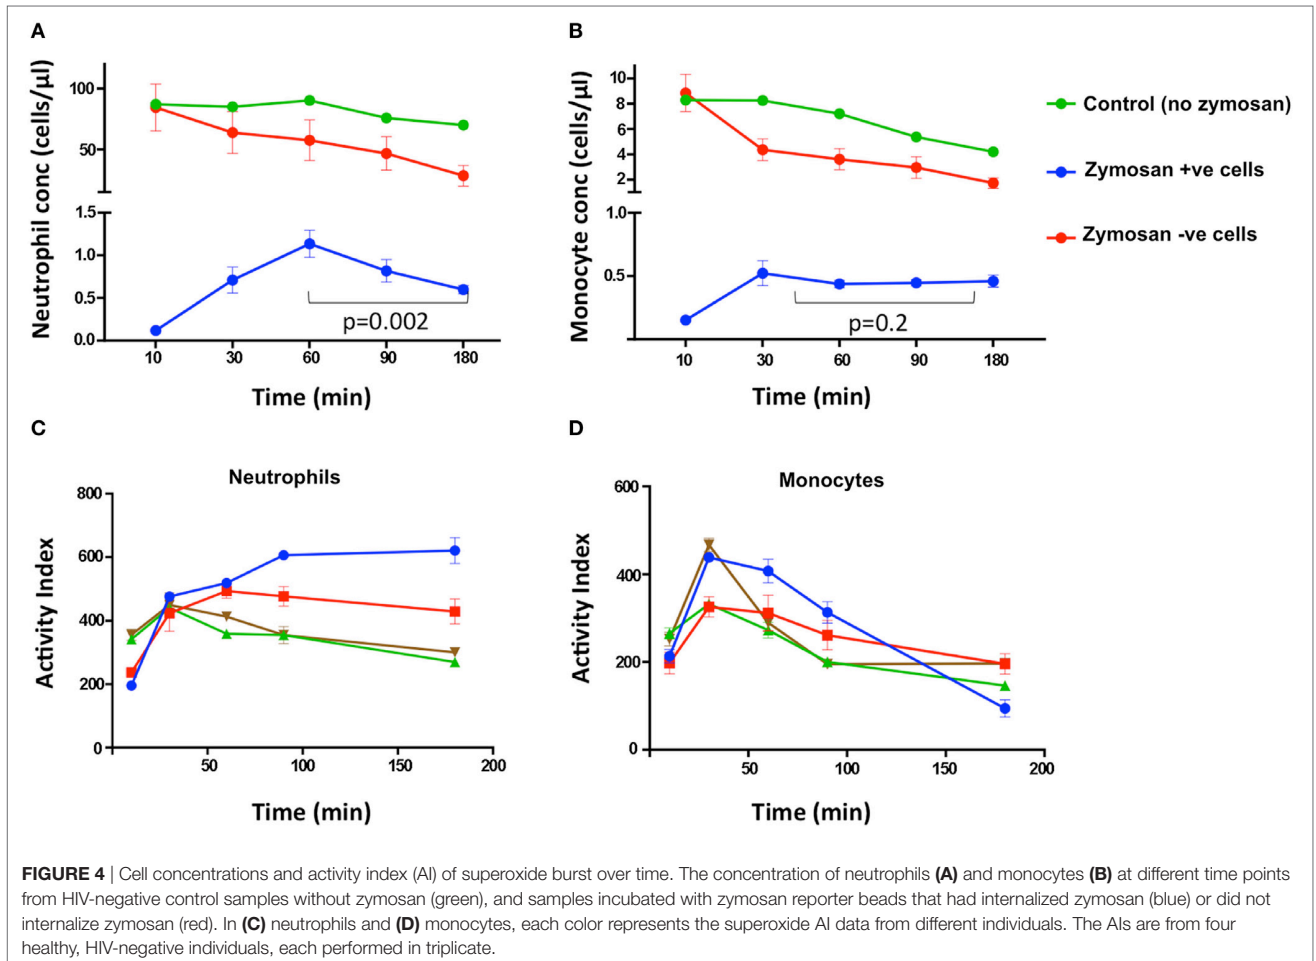 A
Neutrophil conc (cells/µl)
100
50
1.5
1.0
0.5
0.0
p=0.002
10 30 60 90 180
Time (min)
B
Monocyte conc (cells/µl)
10
8
6
4
2
1.0
0.5
p=0.2
10 30 60 90 180
Time (min)
Control (no zymosan)
Zymosan +ve cells
Zymosan -ve cells
C
Neutrophils
Activity Index
800
600
400
200
0
50 100 150 200
Time (min)
D
Monocytes
Activity Index
600
400
200
0
50 100 150 200
Time (min)
FIGURE 4 | Cell concentrations and activity index (AI) of superoxide burst over time. The concentration of neutrophils (A) and monocytes (B) at different time points
from HIV-negative control samples without zymosan (green), and samples incubated with zymosan reporter beads that had internalized zymosan (blue) or did not
internalize zymosan (red). In (C) neutrophils and (D) monocytes, each color represents the superoxide AI data from different individuals. The AIs are from four
healthy, HIV-negative individuals, each performed in triplicate.